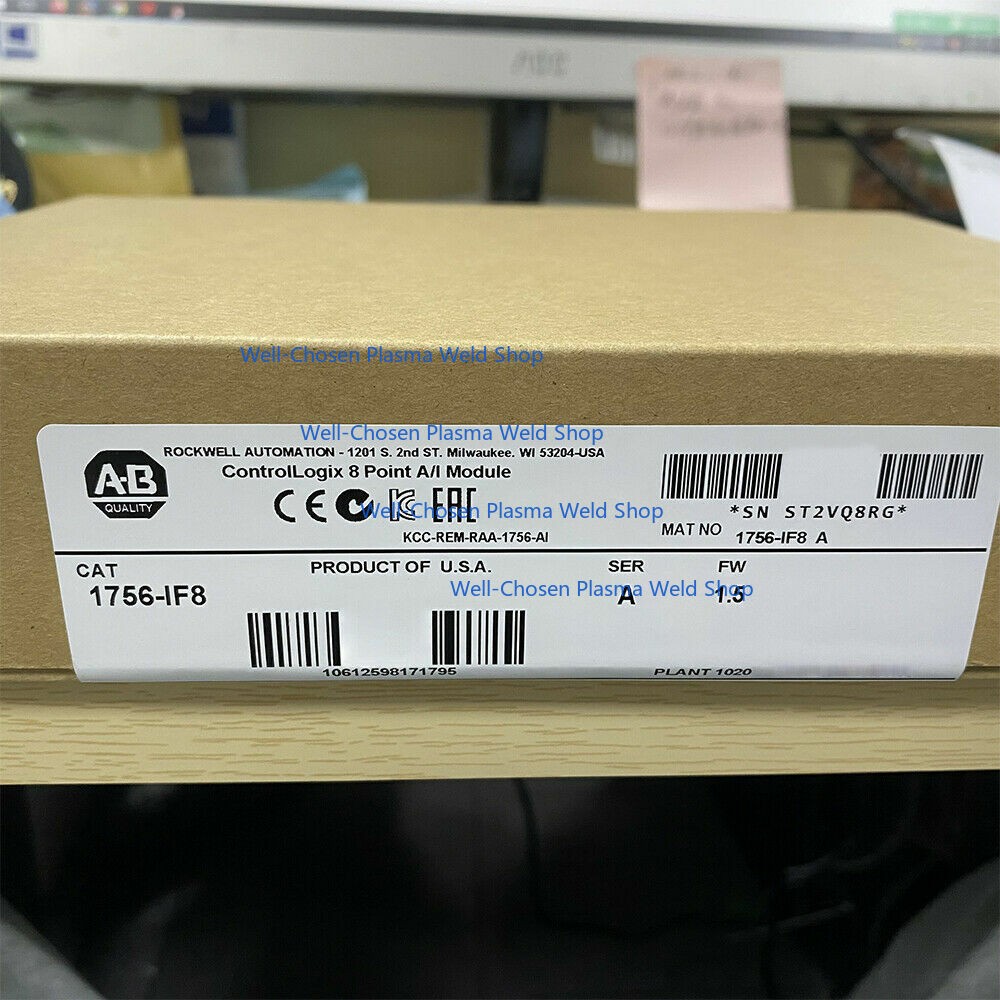 AOC
Well-Chosen Plasma Weld Shop
Well-Chosen Plasma Weld Shop
ROCKWELL AUTOMATION - 1201 S. 2nd ST. Milwaukee. WI 53204-USA
ControlLogix 8 Point A/I Module
A-B
QUALITY
CE EAC
Well-Chosen Plasma Weld Shop
KCC-REM-RAA-1756-AI
*SN ST2VQ8RG*
MAT NO 1756-IF8 A
CAT PRODUCT OF U.S.A. SER FW
Well-Chosen Plasma Weld Shop
1756-IF8 A 1.5
10612598171795 PLANT 1020